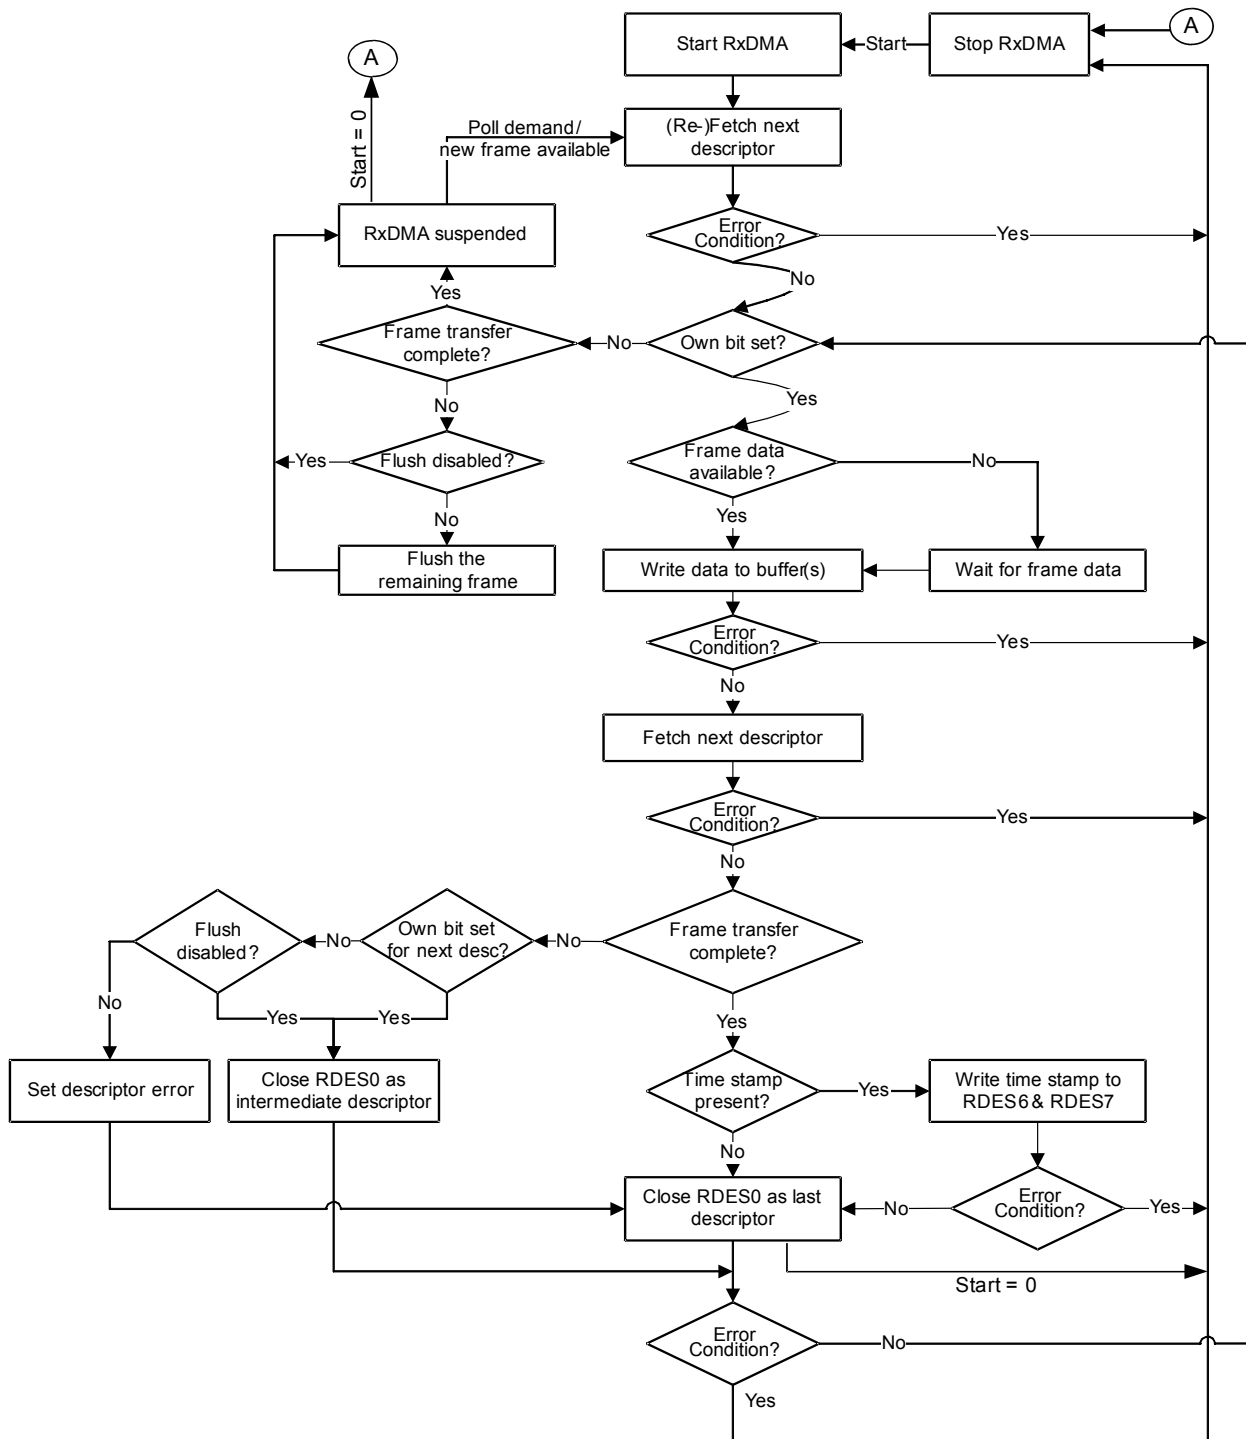 Start RxDMA
Start
Stop RxDMA
A
A
Start = 0
Poll demand/
new frame available
(Re-)Fetch next
descriptor
RxDMA suspended
Error
Condition?
Yes
No
Yes
Frame transfer
complete?
No
Own bit set?
No
Yes
Flush disabled?
Yes
Frame data
available?
No
No
Yes
Flush the
remaining frame
Write data to buffer(s)
Wait for frame data
Error
Condition?
Yes
No
Fetch next descriptor
Error
Condition?
Yes
No
Flush
disabled?
No
Own bit set
for next desc?
No
Frame transfer
complete?
No
Yes
Yes
Yes
Set descriptor error
Close RDES0 as
intermediate descriptor
Time stamp
present?
Yes
Write time stamp to
RDES6 & RDES7
No
Close RDES0 as last
descriptor
No
Error
Condition?
Yes
Start = 0
Error
Condition?
No
Yes